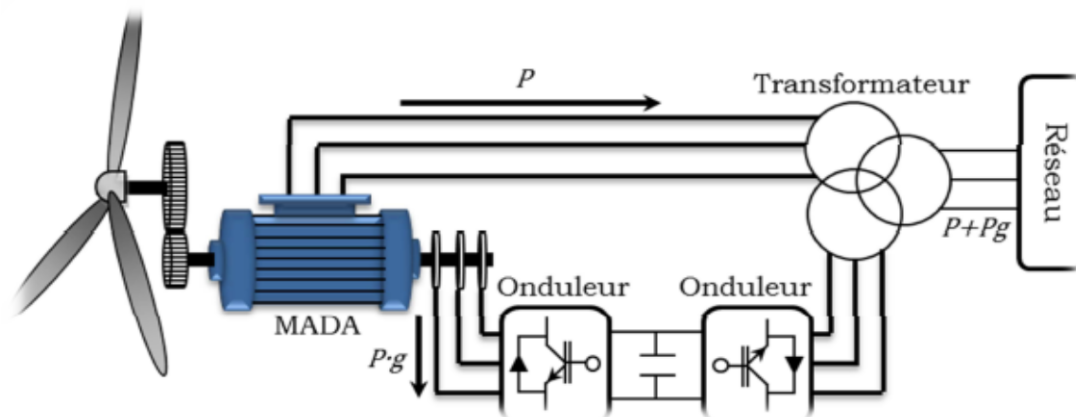 P
Transformateur
Réseau
P+Pg
Onduleur
Onduleur
MADA
P·g